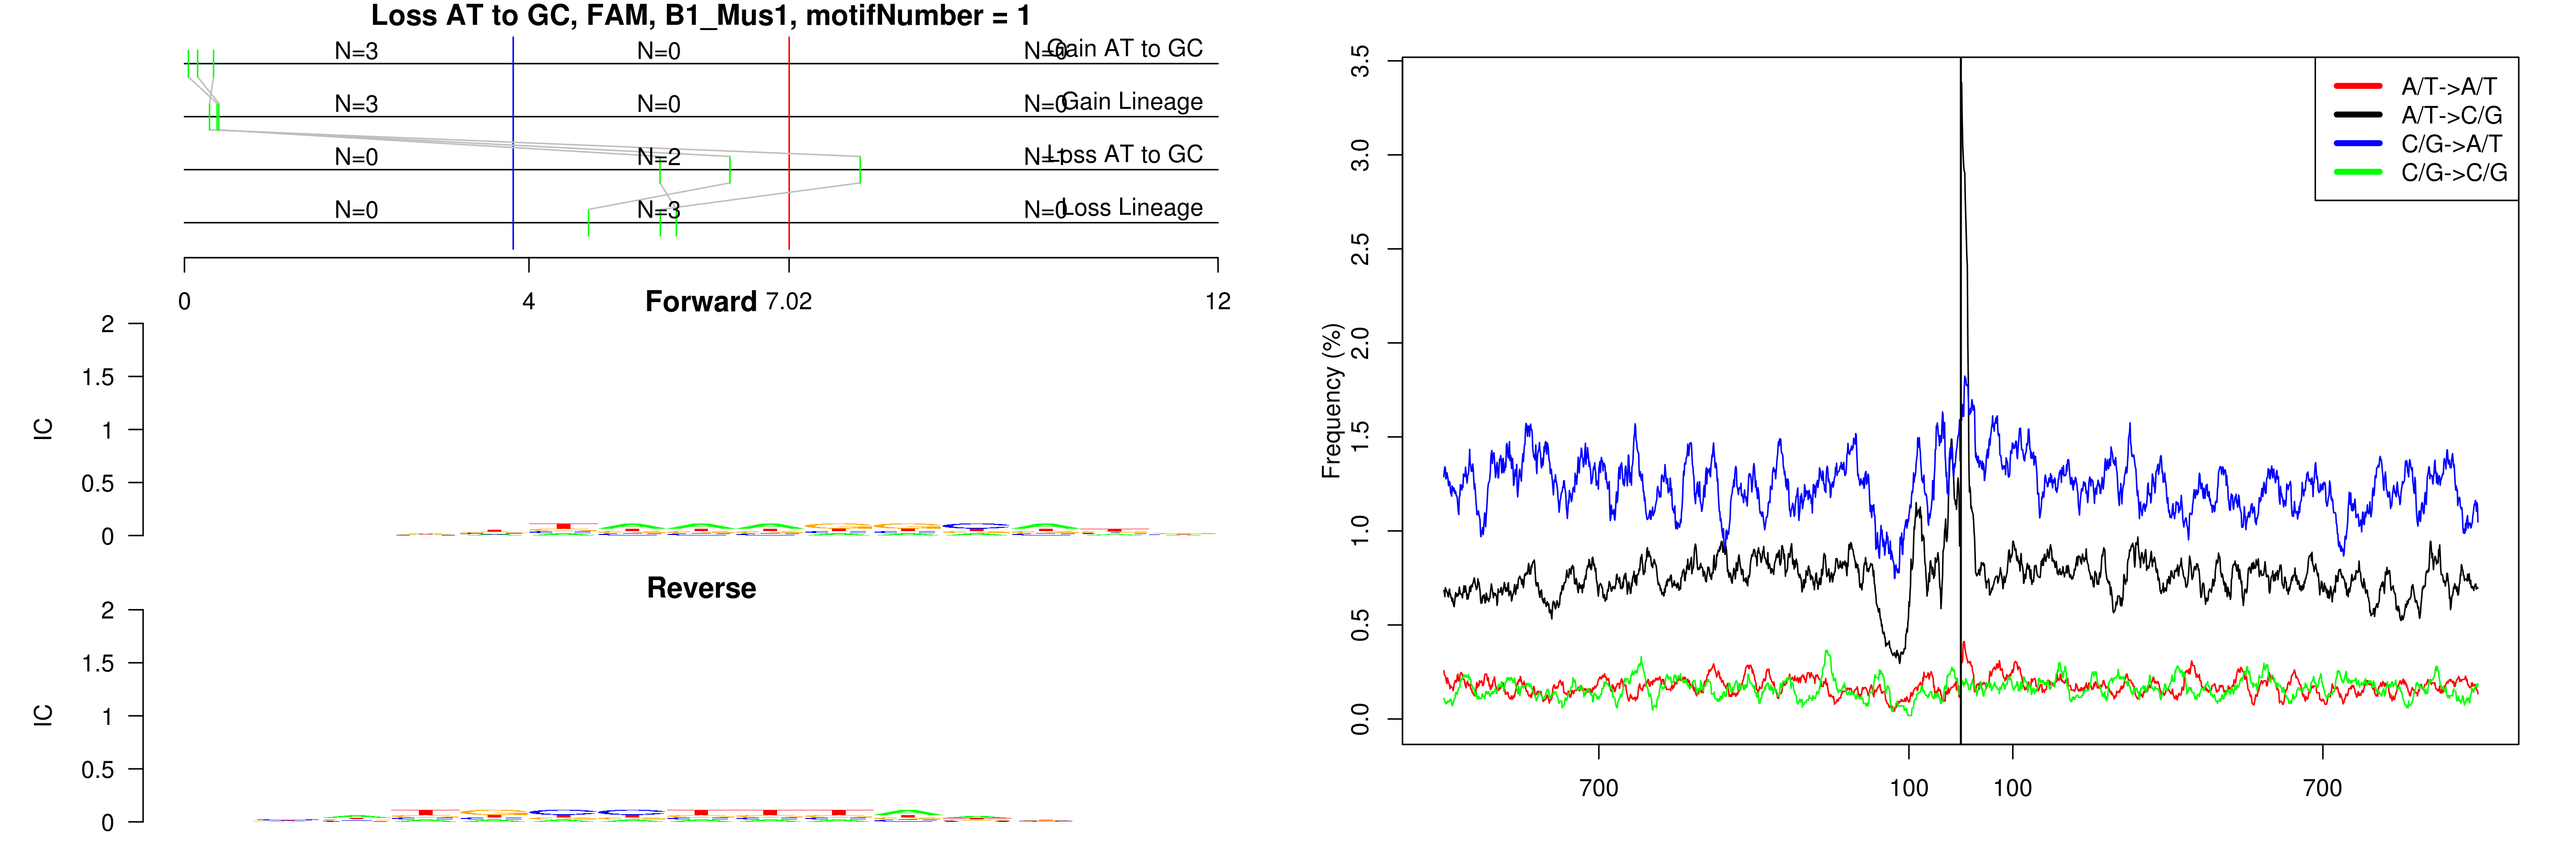 Loss AT to GC, FAM, B1_Mus1, motifNumber = 1
N=3 N=0 N=0 Gain AT to GC
N=3 N=0 N=0 Gain Lineage
N=0 N=2 N=1 Loss AT to GC
N=0 N=3 N=0 Loss Lineage
0 4 7.02 12
Forward
2
1.5
1
0.5
0
IC
Reverse
2
1.5
1
0.5
0
IC
3.5
3.0
2.5
2.0
1.5
1.0
0.5
0.0
Frequency (%)
A/T->A/T
A/T->C/G
C/G->A/T
C/G->C/G
700 100 100 700